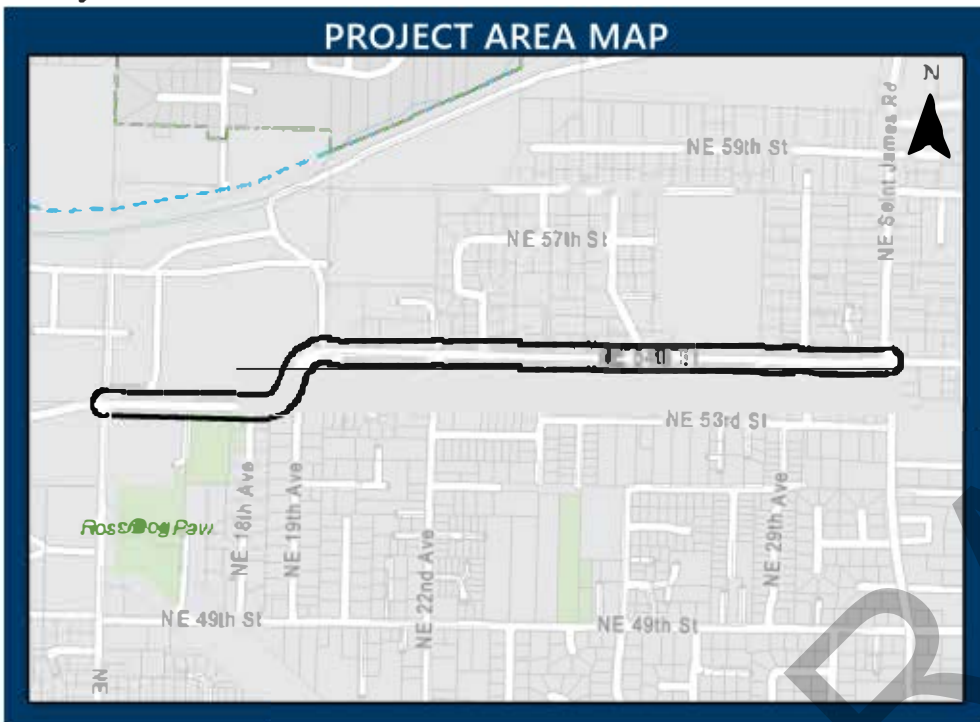 PROJECT AREA MAP
N
NE Saint James Rd
NE 59th St
NE 57th St
NE 53rd St
NE 18th Ave
NE 19th Ave
NE 22nd Ave
NE 29th Ave
NE 49th St
NE 49th St
NE